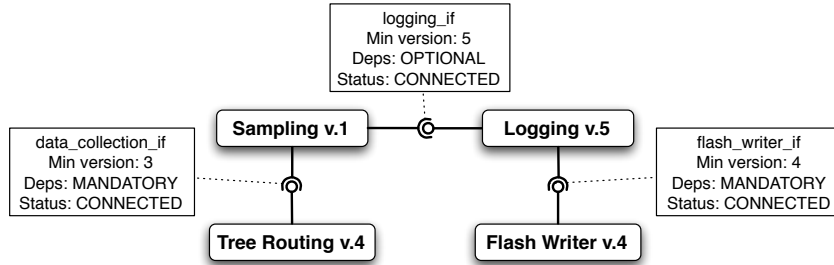 logging_if
Min version: 5
Deps: OPTIONAL
Status: CONNECTED
Sampling v.1
Logging v.5
data_collection_if
Min version: 3
Deps: MANDATORY
Status: CONNECTED
flash_writer_if
Min version: 4
Deps: MANDATORY
Status: CONNECTED
Tree Routing v.4
Flash Writer v.4